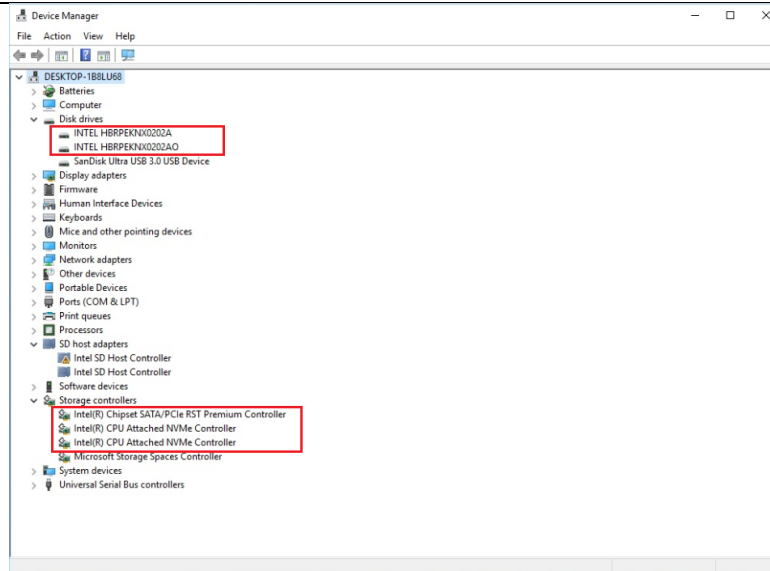 Device Manager
File Action View Help
DESKTOP-1B8LU68
Batteries
Computer
Disk drives
INTEL HBRPEKNX0202A
INTEL HBRPEKNX0202AO
SanDisk Ultra USB 3.0 USB Device
Display adapters
Firmware
Human Interface Devices
Keyboards
Mice and other pointing devices
Monitors
Network adapters
Other devices
Portable Devices
Ports (COM & LPT)
Print queues
Processors
SD host adapters
Intel SD Host Controller
Intel SD Host Controller
Software devices
Storage controllers
Intel(R) Chipset SATA/PCIe RST Premium Controller
Intel(R) CPU Attached NVMe Controller
Intel(R) CPU Attached NVMe Controller
Microsoft Storage Spaces Controller
System devices
Universal Serial Bus controllers